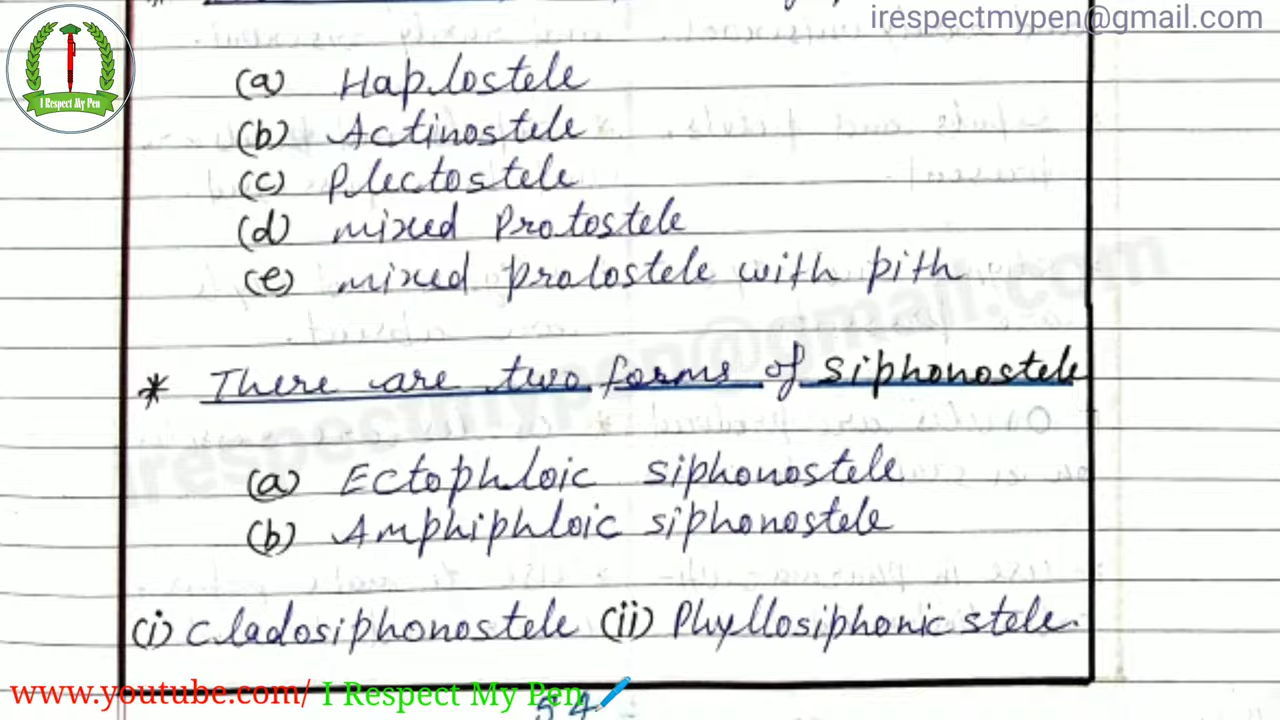 irespectmypen@gmail.com
I Respect My Pen
(a) Haplostele
(b) Actinostele
(c) Plectostele
(d) mixed Protostele
(e) mixed protostele with pith
* There are two forms of Siphonostele
(a) Ectophloic siphonostele
(b) Amphiphloic siphonostele
(i) Cladosiphonostele (ii) Phyllosiphonic stele.
www.youtube.com/ I Respect My Pen
54